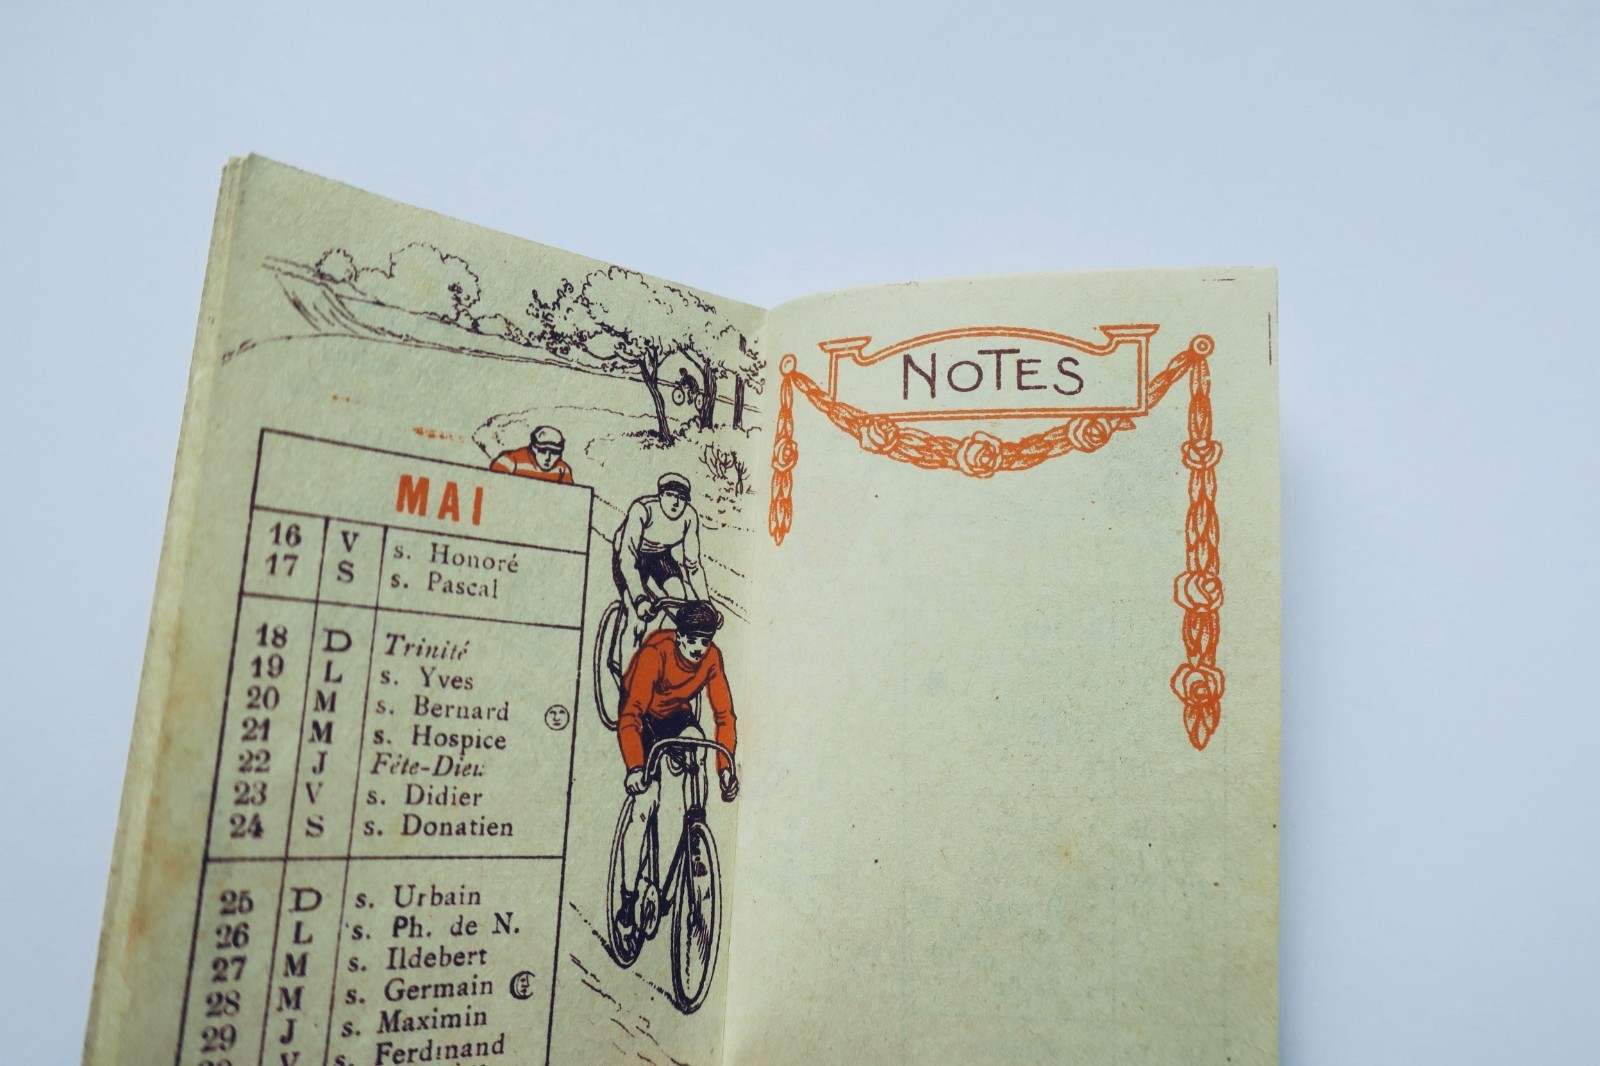 MAI
16 V s. Honoré
17 S s. Pascal
18 D Trinité
19 L s. Yves
20 M s. Bernard
21 M s. Hospice
22 J Fête-Dieu
23 V s. Didier
24 S s. Donatien
25 D s. Urbain
26 L s. Ph. de N.
27 M s. Ildebert
28 M s. Germain
29 J s. Maximin
V s. Ferdinand
NOTES